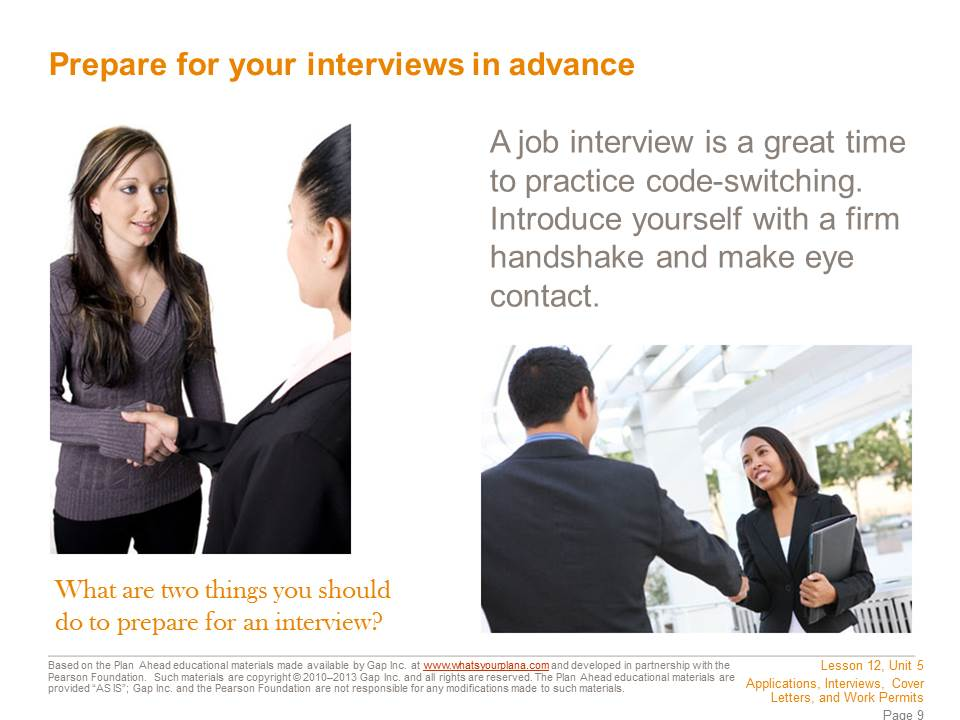 Prepare for your interviews in advance
A job interview is a great time
to practice code-switching.
Introduce yourself with a firm
handshake and make eye
contact.
What are two things you should
do to prepare for an interview?
Based on the Plan Ahead educational materials made available by Gap Inc. at www.whatsyourplana.com and developed in partnership with the
Pearson Foundation. Such materials are copyright © 2010–2013 Gap Inc. and all rights are reserved. The Plan Ahead educational materials are
provided “AS IS”; Gap Inc. and the Pearson Foundation are not responsible for any modifications made to such materials.
Lesson 12, Unit 5
Applications, Interviews, Cover
Letters, and Work Permits
Page 9